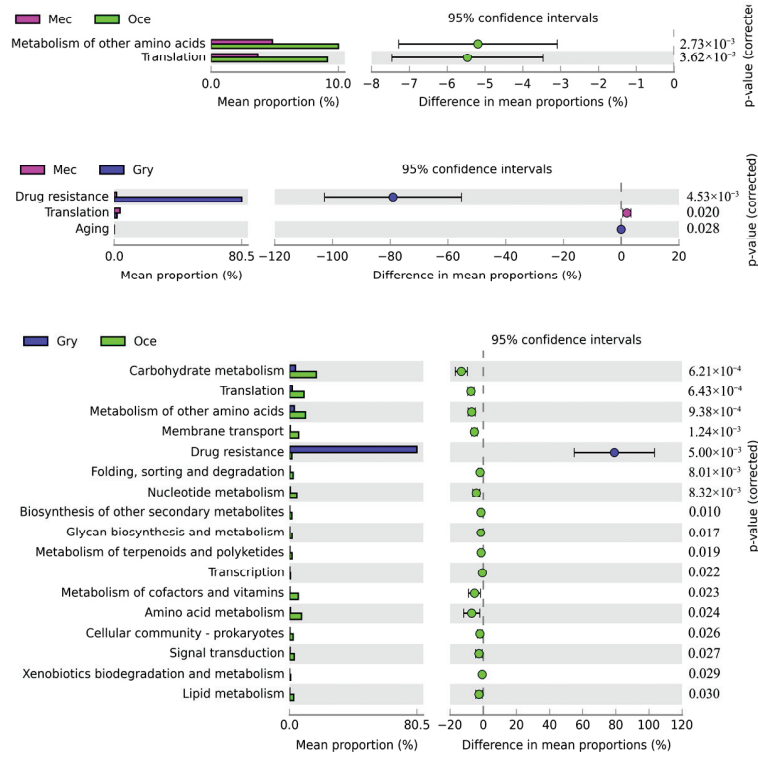 Mec Oce 95% confidence intervals
Metabolism of other amino acids 2.73×10⁻³
Translation 3.62×10⁻³
0.0 10.0 −8 −7 −6 −5 −4 −3 −2 −1 0
Mean proportion (%) Difference in mean proportions (%)
p-value (corrected
Mec Gry 95% confidence intervals
Drug resistance 4.53×10⁻³
Translation 0.020
Aging 0.028
0.0 80.5 −120 −100 −80 −60 −40 −20 0 20
Mean proportion (%) Difference in mean proportions (%)
p-value (corrected)
Gry Oce 95% confidence intervals
Carbohydrate metabolism 6.21×10⁻⁴
Translation 6.43×10⁻⁴
Metabolism of other amino acids 9.38×10⁻⁴
Membrane transport 1.24×10⁻³
Drug resistance 5.00×10⁻³
Folding, sorting and degradation 8.01×10⁻³
Nucleotide metabolism 8.32×10⁻³
Biosynthesis of other secondary metabolites 0.010
Glycan biosynthesis and metabolism 0.017
Metabolism of terpenoids and polyketides 0.019
Transcription 0.022
Metabolism of cofactors and vitamins 0.023
Amino acid metabolism 0.024
Cellular community - prokaryotes 0.026
Signal transduction 0.027
Xenobiotics biodegradation and metabolism 0.029
Lipid metabolism 0.030
0.0 80.5 −20 0 20 40 60 80 100 120
Mean proportion (%) Difference in mean proportions (%)
p-value (corrected)